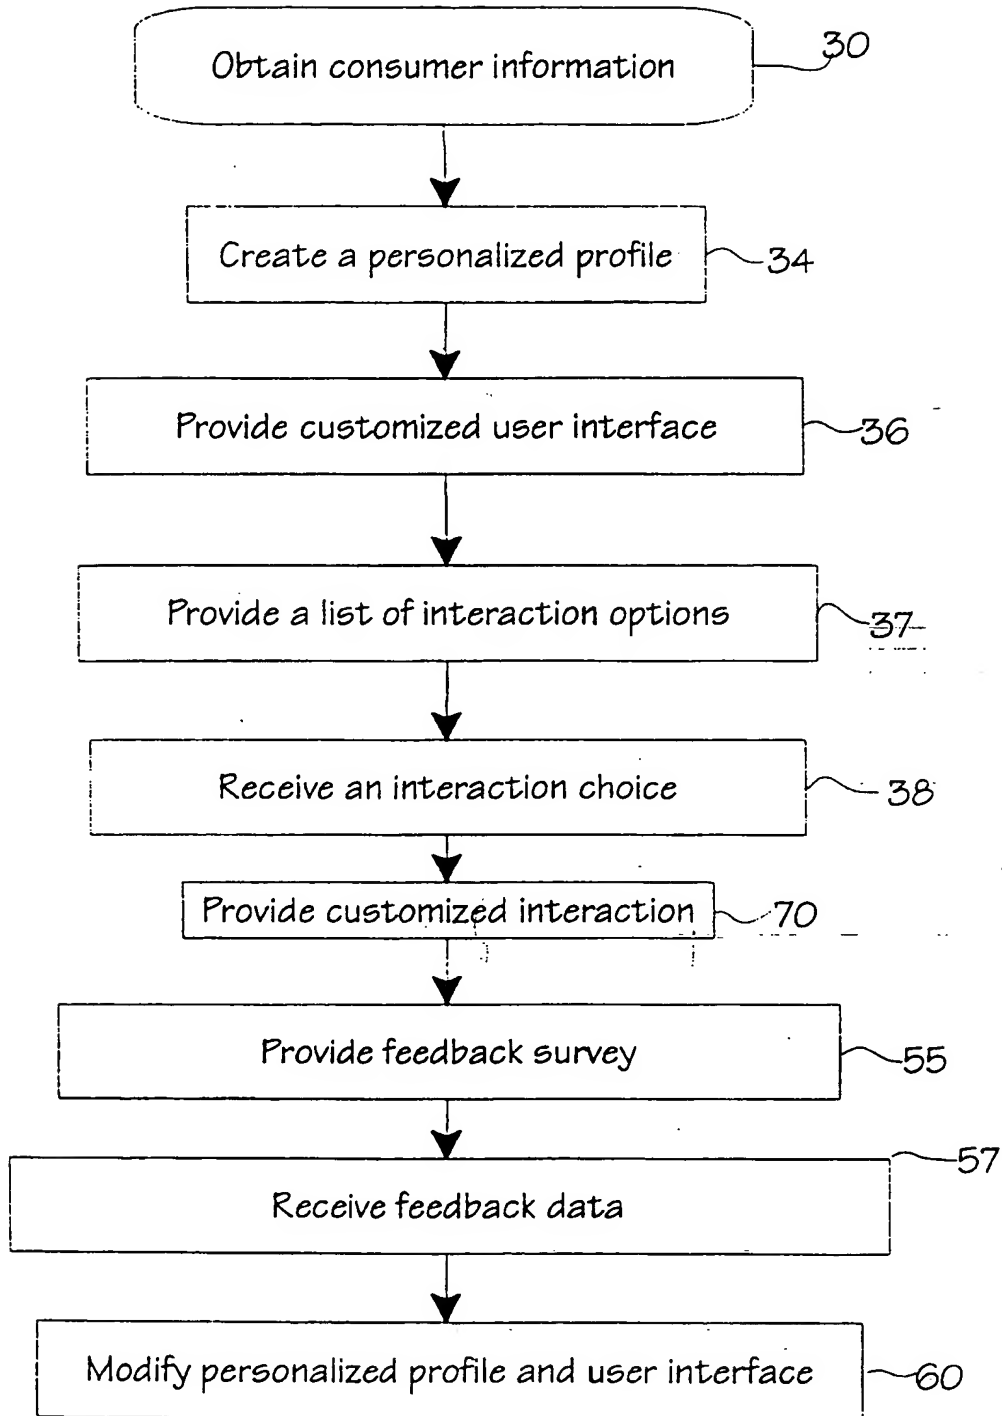 Obtain consumer information 30
Create a personalized profile 34
Provide customized user interface 36
Provide a list of interaction options 37
Receive an interaction choice 38
Provide customized interaction 70
Provide feedback survey 55
57
Receive feedback data
Modify personalized profile and user interface 60